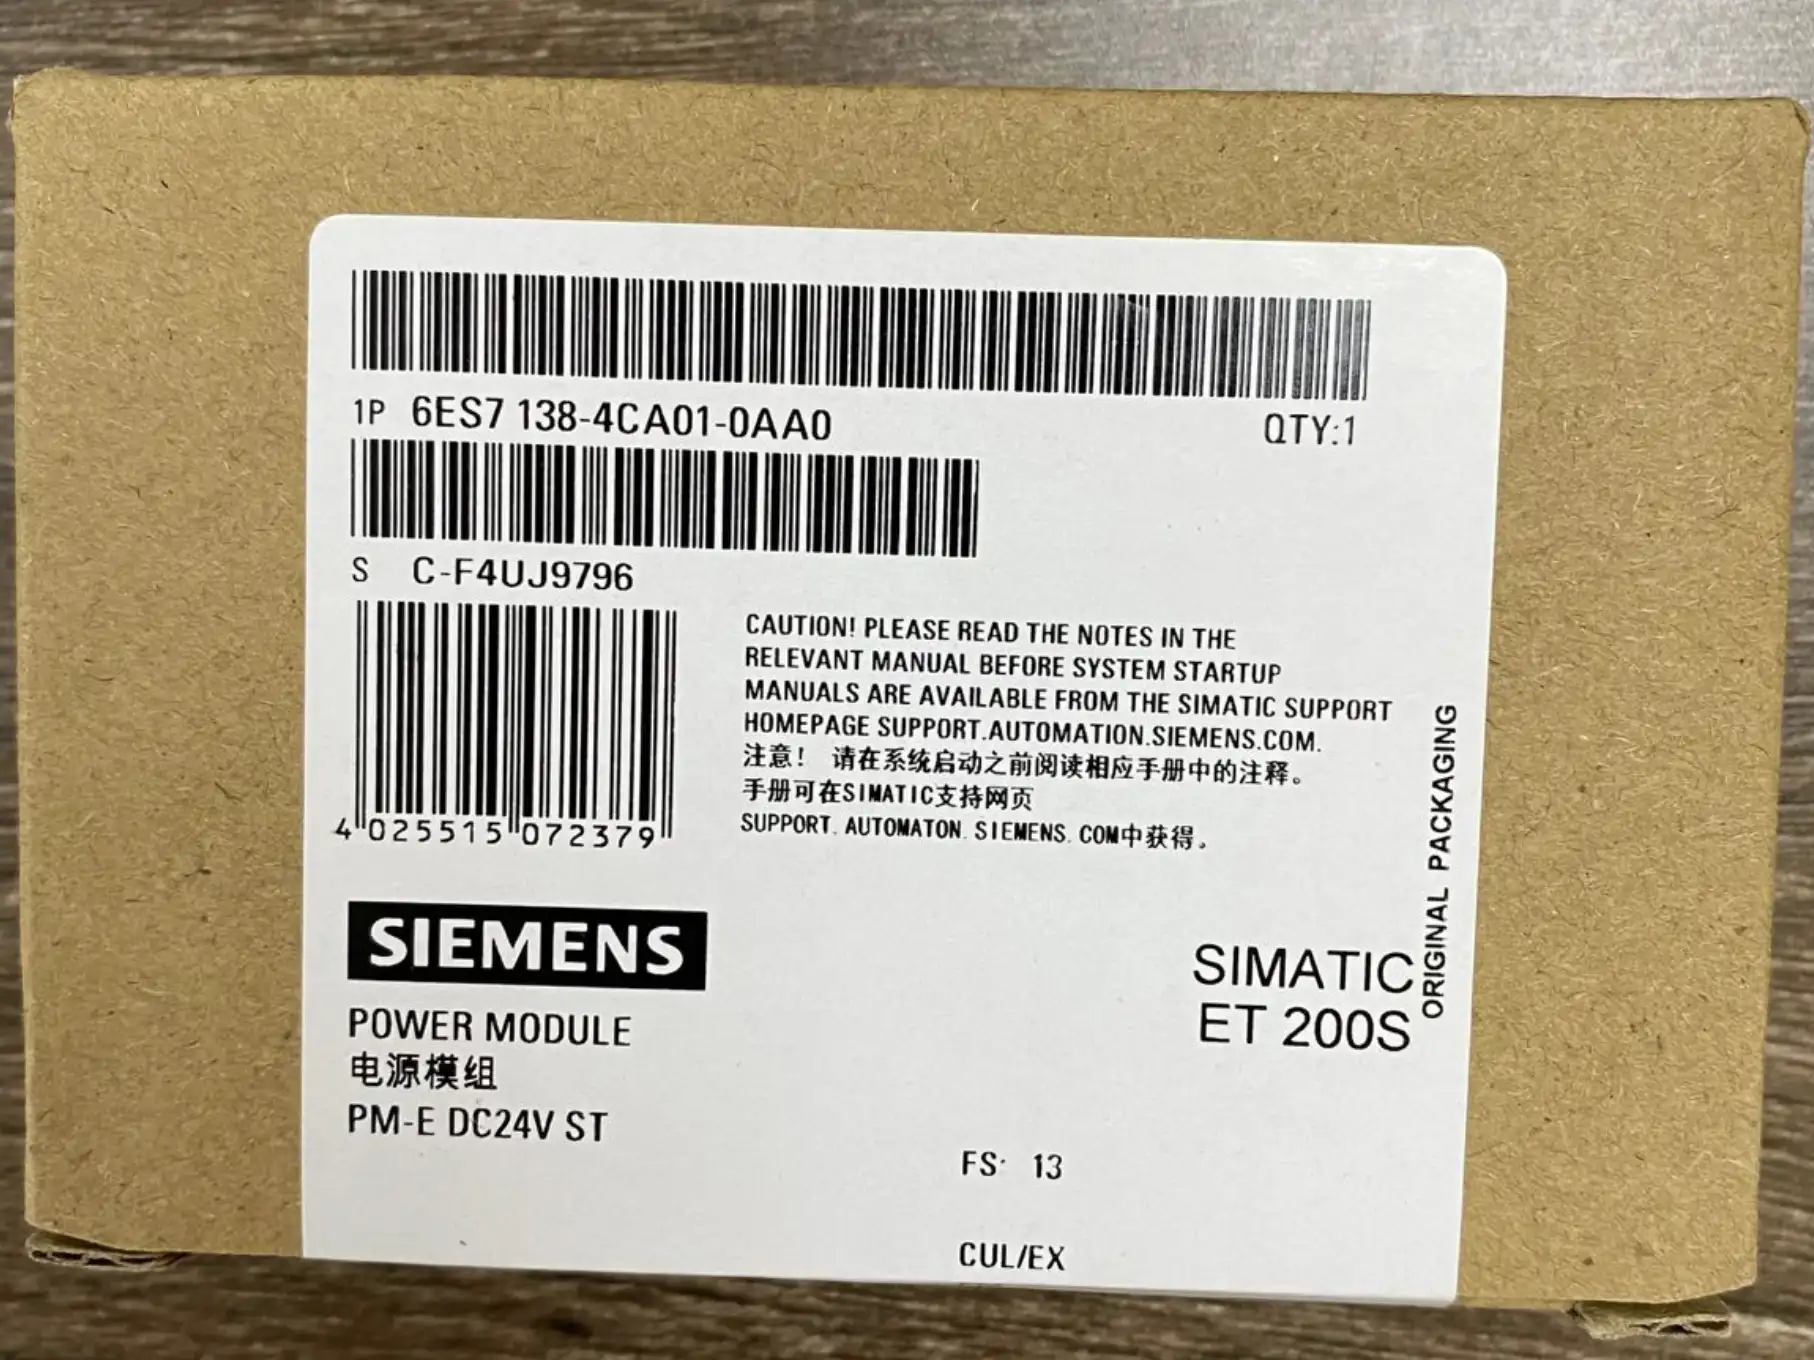 1P 6ES7 138-4CA01-0AA0
QTY:1
S C-F4UJ9796
4 025515 072379
CAUTION! PLEASE READ THE NOTES IN THE
RELEVANT MANUAL BEFORE SYSTEM STARTUP
MANUALS ARE AVAILABLE FROM THE SIMATIC SUPPORT
HOMEPAGE SUPPORT.AUTOMATION.SIEMENS.COM.
注意！ 请在系统启动之前阅读相应手册中的注释。
手册可在SIMATIC支持网页
SUPPORT. AUTOMATON. SIEMENS. COM中获得。
ORIGINAL PACKAGING
SIEMENS
SIMATIC
ET 200S
POWER MODULE
电源模组
PM-E DC24V ST
FS: 13
CUL/EX